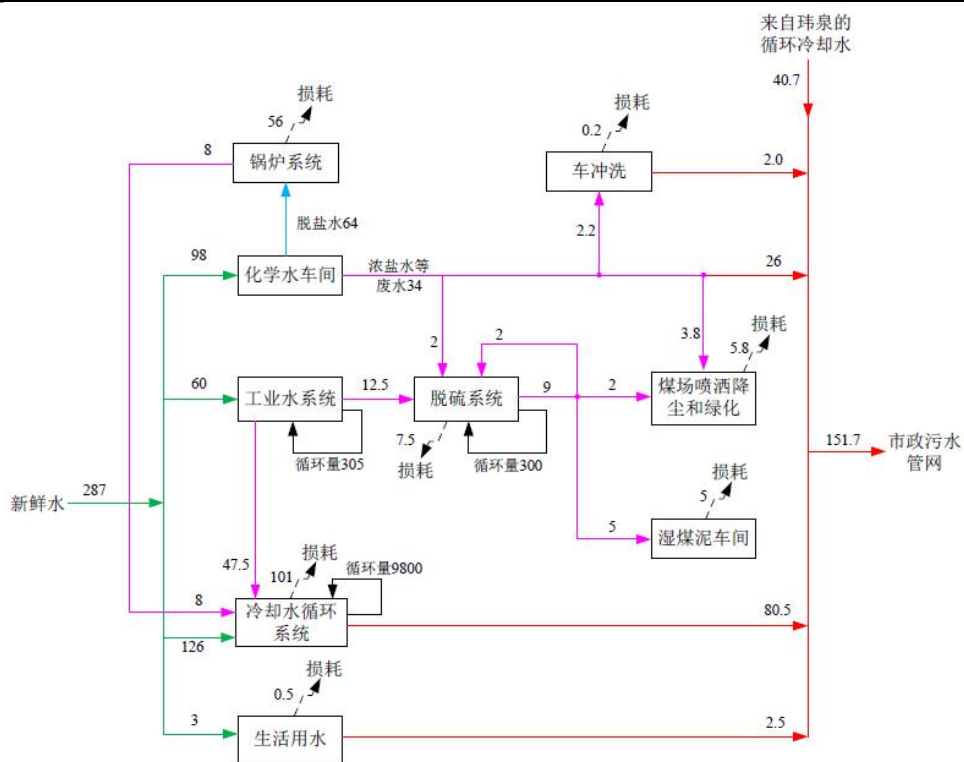 来自玮泉的
循环冷却水
40.7
损耗
56
8
锅炉系统
损耗
0.2
车冲洗
2.0
脱盐水64
2.2
98
化学水车间
浓盐水等
废水34
26
2
2
3.8
损耗
5.8
60
工业水系统
12.5
脱硫系统
9
2
煤场喷洒降
尘和绿化
循环量305
7.5
损耗
循环量300
151.7
市政污水
管网
新鲜水
287
损耗
5
5
湿煤泥车间
47.5
损耗
101
循环量9800
8
冷却水循环
系统
80.5
126
损耗
0.5
3
生活用水
2.5